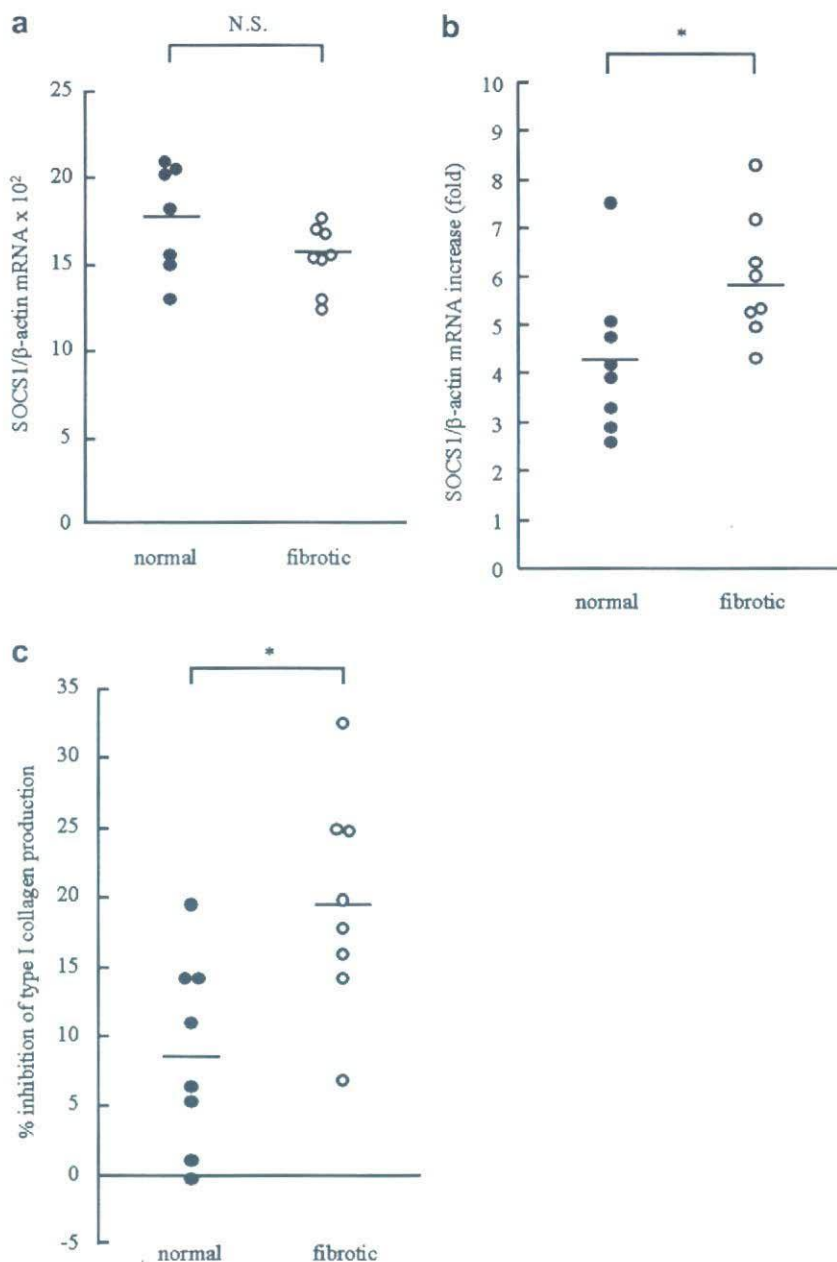 a
N.S.
SOCS1/β-actin mRNA x 10²
25
20
15
10
5
0
normal fibrotic
b
*
SOCS1/β-actin mRNA increase (fold)
10
9
8
7
6
5
4
3
2
1
0
normal fibrotic
c
*
% inhibition of type I collagen production
35
30
25
20
15
10
5
0
-5
normal fibrotic